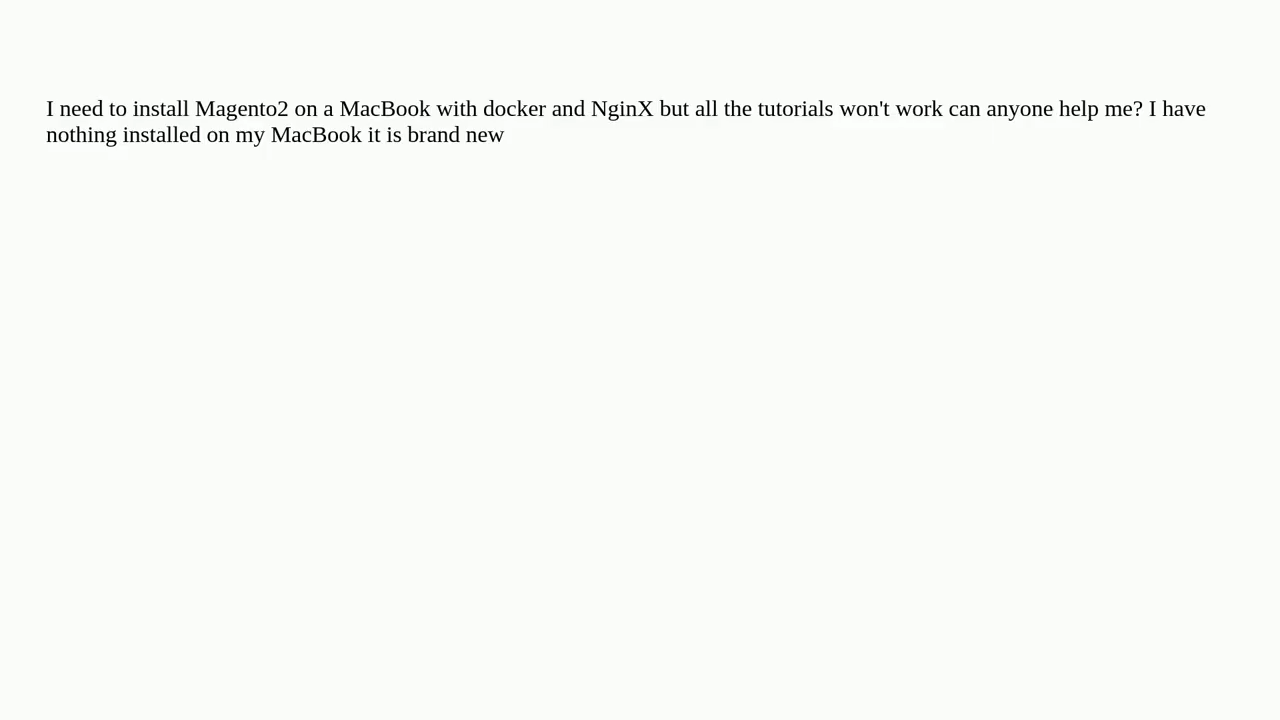 I need to install Magento2 on a MacBook with docker and NginX but all the tutorials won't work can anyone help me? I have
nothing installed on my MacBook it is brand new